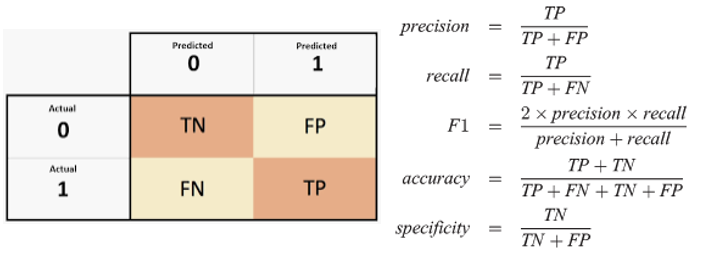 Predicted 0 Predicted 1
Actual 0 TN FP
Actual 1 FN TP
precision = TP / TP + FP
recall = TP / TP + FN
F1 = 2 × precision × recall / precision + recall
accuracy = TP + TN / TP + FN + TN + FP
specificity = TN / TN + FP